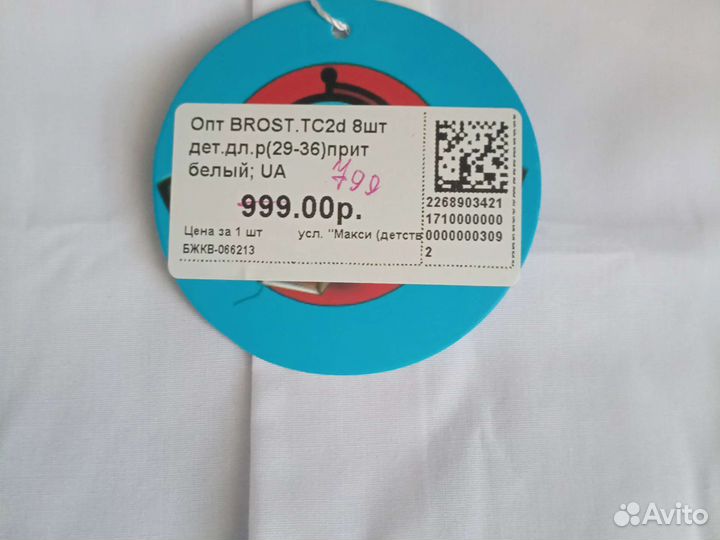 Опт BROST.TC2d 8шт
дет.дл.р(29-36)прит
белый; UA
799
999.00р.
Цена за 1 шт усл. "Макси (детств
БЖКВ-066213
2268903421
1710000000
0000000309
2
Avito